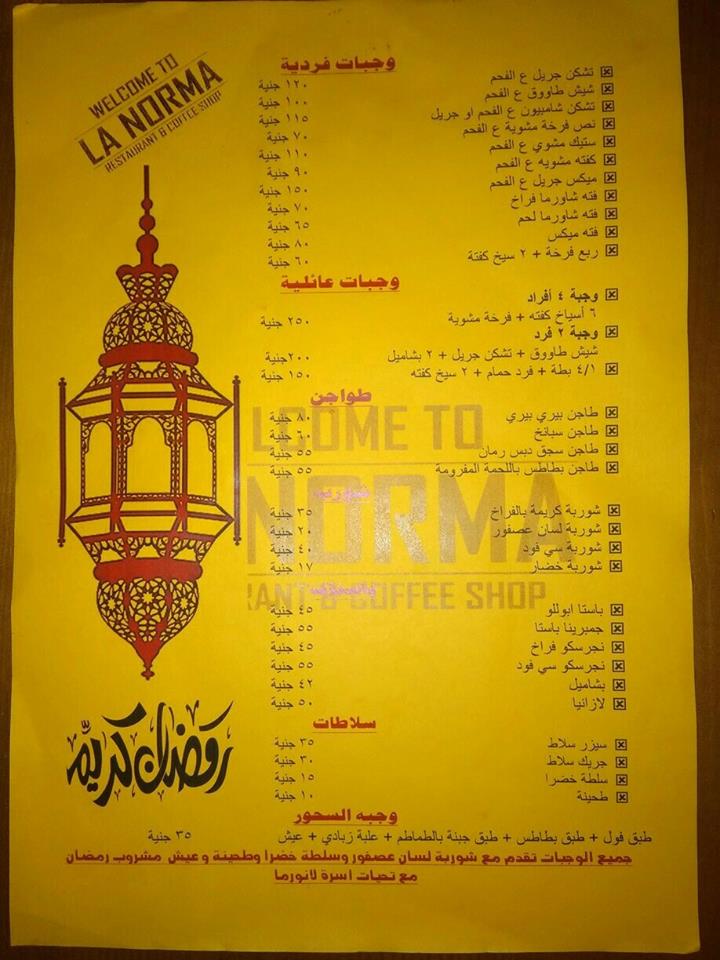 WELCOME TO
LA NORMA
RESTAURANT & COFFEE SHOP
وجبات فردية
تشكن جريل ع الفحم ١٢٠ جنية
شيش طاووق ع الفحم ١٠٠ جنية
تشكن شامبيون ع الفحم او جريل ١١٥ جنية
نص فرخة مشوية ع الفحم ٧٠ جنية
ستيك مشوي ع الفحم ١١٠ جنية
كفته مشويه ع الفحم ٩٠ جنية
ميكس جريل ع الفحم ١٥٠ جنية
فته شاورما فراخ ٧٠ جنية
فته شاورما لحم ٦٥ جنية
فته ميكس ٨٠ جنية
ربع فرخة + ٢ سيخ كفتة ٦٠ جنية
وجبات عائلية
وجبة ٤ أفراد
٦ أسياخ كفته + فرخة مشوية ٢٥٠ جنية
وجبة ٢ فرد
شيش طاووق + تشكن جريل + ٢ بشاميل ٢٠٠جنية
٤/١ بطة + فرد حمام + ٢ سيخ كفته ١٥٠ جنية
طواجن
طاجن بيري بيري ٨٠ جنية
طاجن سبانخ ٦٠ جنية
طاجن سجق دبس رمان ٥٥ جنية
طاجن بطاطس باللحمة المفرومة ٥٥ جنية
شوربة كريمة بالفراخ ٣٥ جنية
شوربة لسان عصفور ٢٠ جنية
شوربة سي فود ٤٠ جنية
شوربة خضار ١٧ جنية
باستا ابوللو ٤٥ جنية
جمبرينا باستا ٥٥ جنية
نجرسكو فراخ ٤٥ جنية
نجرسكو سي فود ٥٥ جنية
بشاميل ٤٢ جنية
لازانيا ٥٠ جنية
سلاطات
سيزر سلاط ٣٥ جنية
جريك سلاط ٣٠ جنية
سلطة خضرا ١٥ جنية
طحينة ١٠ جنية
وجبه السحور
طبق فول + طبق بطاطس + طبق جبنة بالطماطم + علبة زبادي + عيش ٣٥ جنية
جميع الوجبات تقدم مع شوربة لسان عصفور وسلطة خضرا وطحينة وعيش مشروب رمضان
مع تحيات اسرة لانورما
رمضان كريم
LCOME TO
NORMA
RANT & COFFEE SHOP